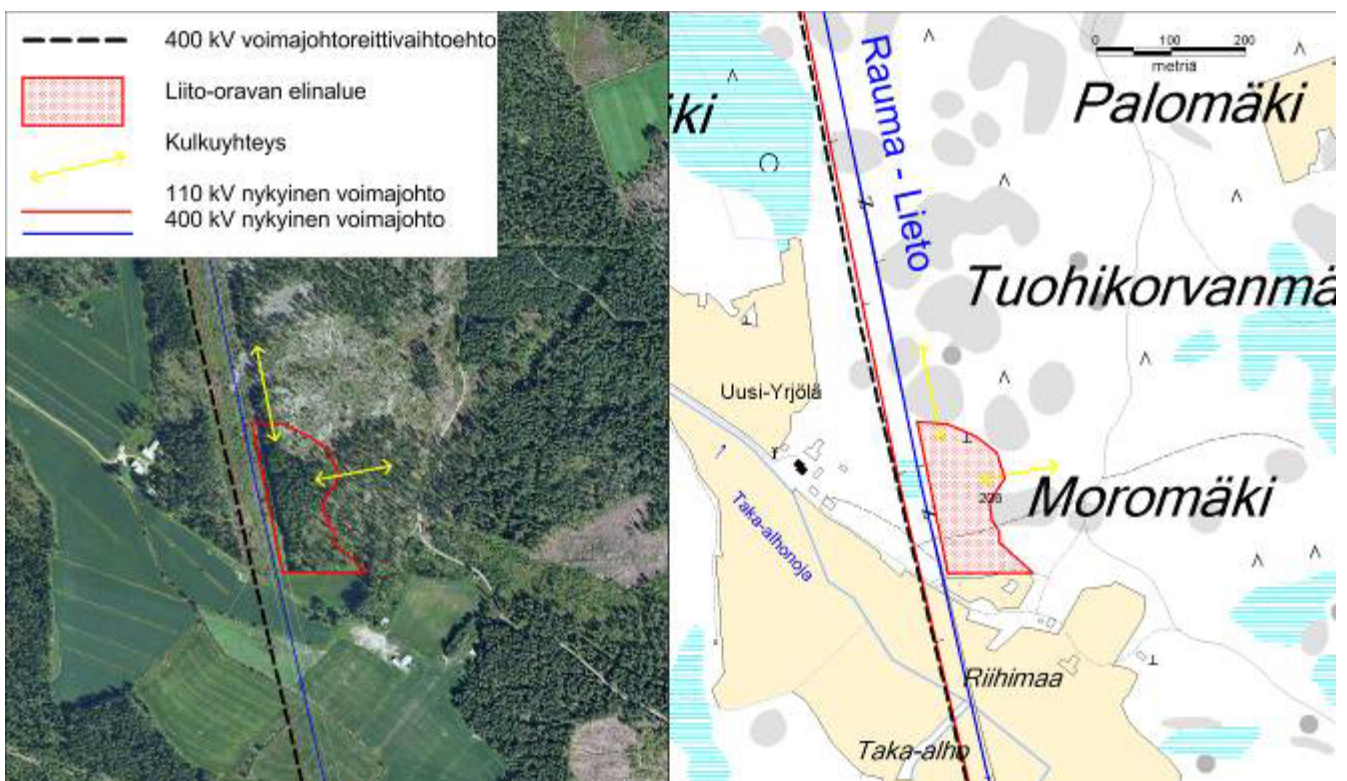 400 kV voimajohtoreittivaihtoehto
Liito-oravan elinalue
Kulkuyhteys
110 kV nykyinen voimajohto
400 kV nykyinen voimajohto
0 100 200
metriä
ki
Rauma - Lieto
Palomäki
Tuohikorvanmä
Uusi-Yrjölä
Moromäki
Taka-alhonoja
Riihimaa
Taka-alho